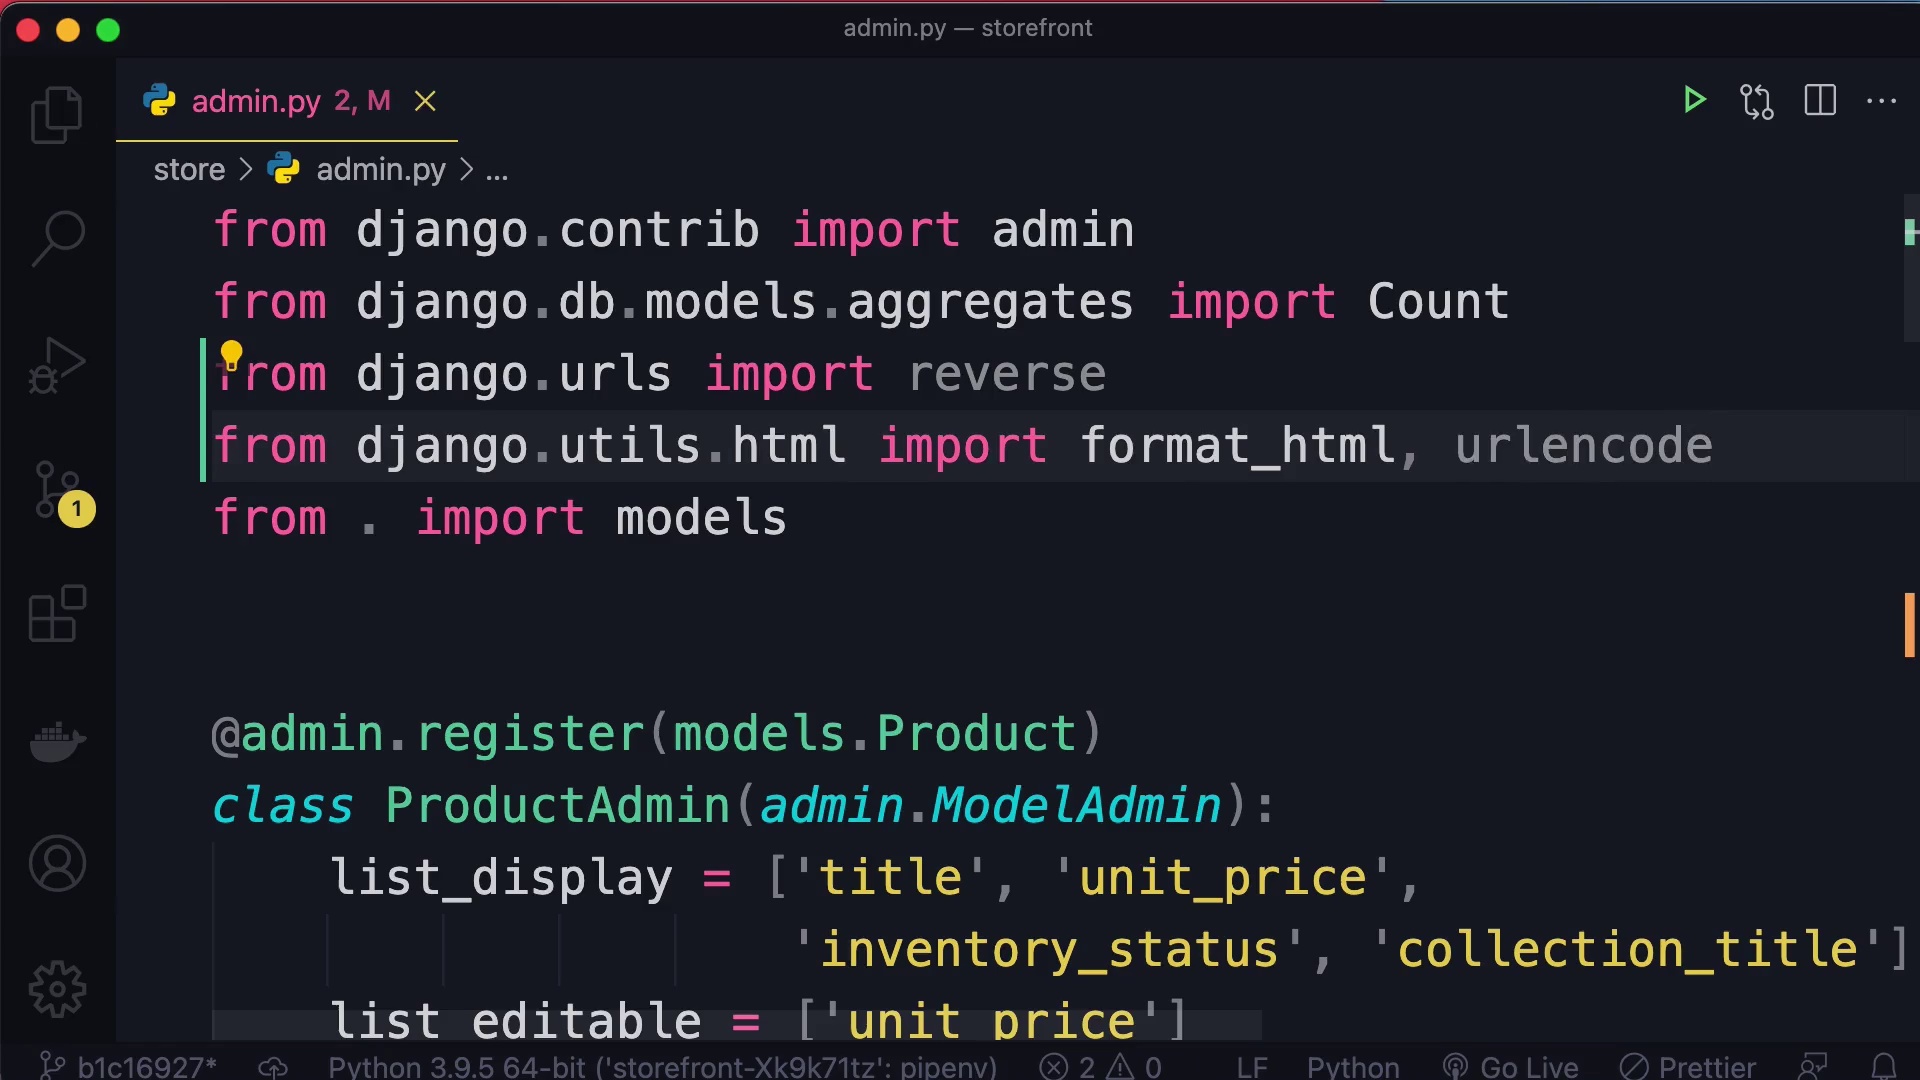 admin.py — storefront
admin.py 2, M
store > admin.py > ...
from django.contrib import admin
from django.db.models.aggregates import Count
from django.urls import reverse
from django.utils.html import format_html, urlencode
from . import models
1
@admin.register(models.Product)
class ProductAdmin(admin.ModelAdmin):
list_display = ['title', 'unit_price',
'inventory_status', 'collection_title']
list_editable = ['unit_price']
b1c16927* Python 3.9.5 64-bit ('storefront-Xk9k71tz': pipenv) 2 0 LF Python Go Live Prettier